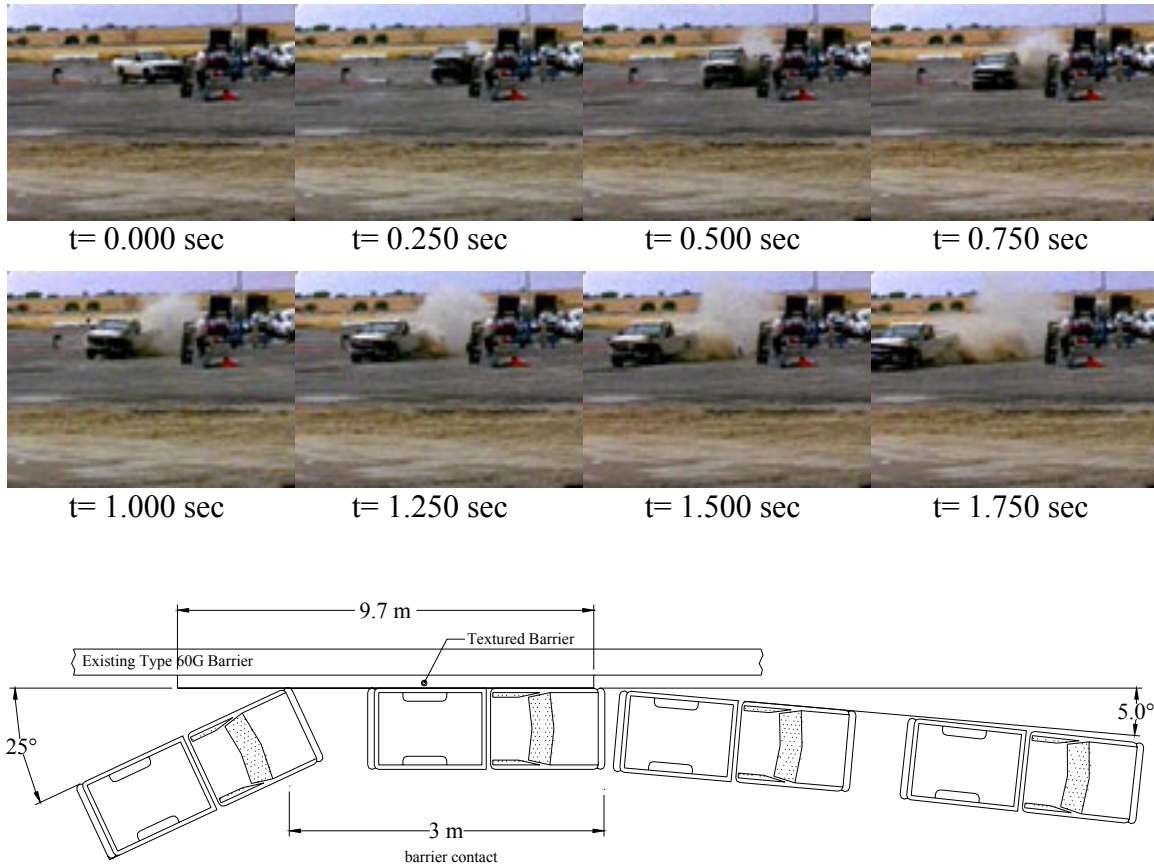 t= 0.000 sec
t= 0.250 sec
t= 0.500 sec
t= 0.750 sec
t= 1.000 sec
t= 1.250 sec
t= 1.500 sec
t= 1.750 sec
9.7 m
Textured Barrier
Existing Type 60G Barrier
25°
5.0°
3 m
barrier contact